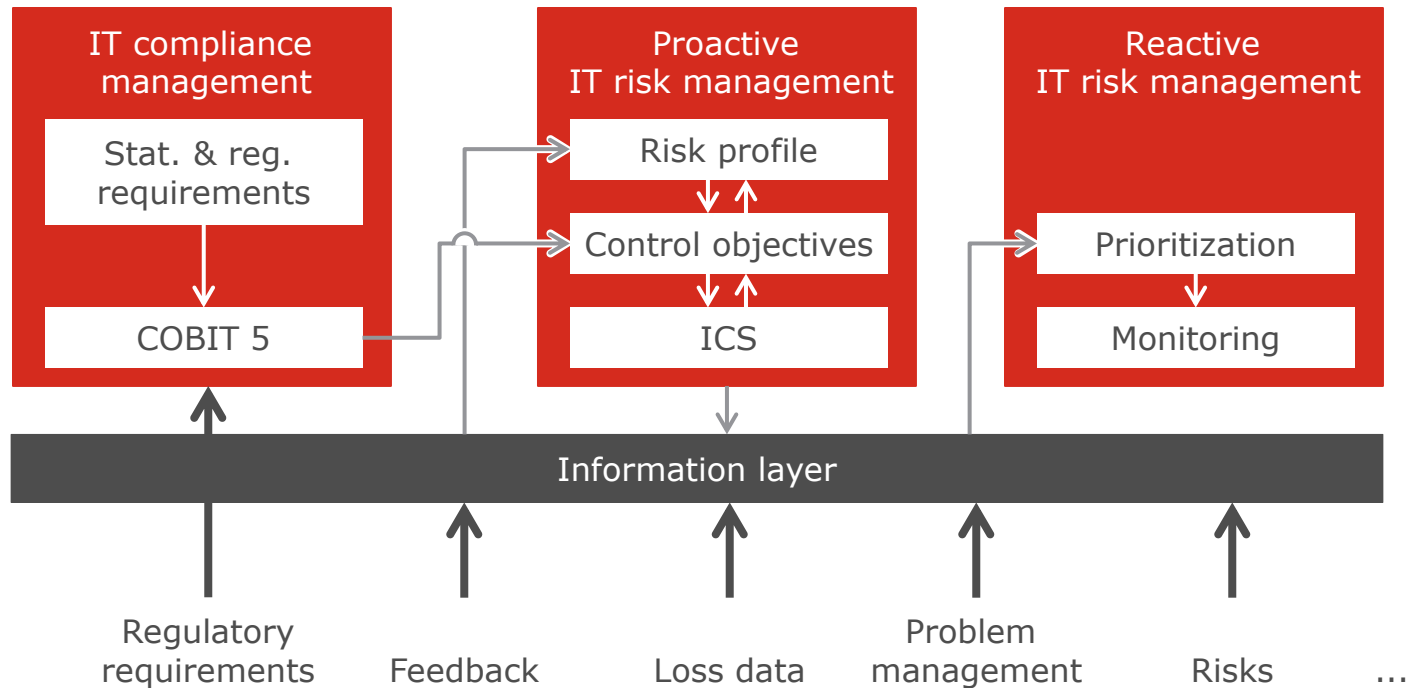 IT compliance
management
Stat. & reg.
requirements
COBIT 5
Proactive
IT risk management
Risk profile
Control objectives
ICS
Reactive
IT risk management
Prioritization
Monitoring
Information layer
Regulatory
requirements
Feedback
Loss data
Problem
management
Risks
...